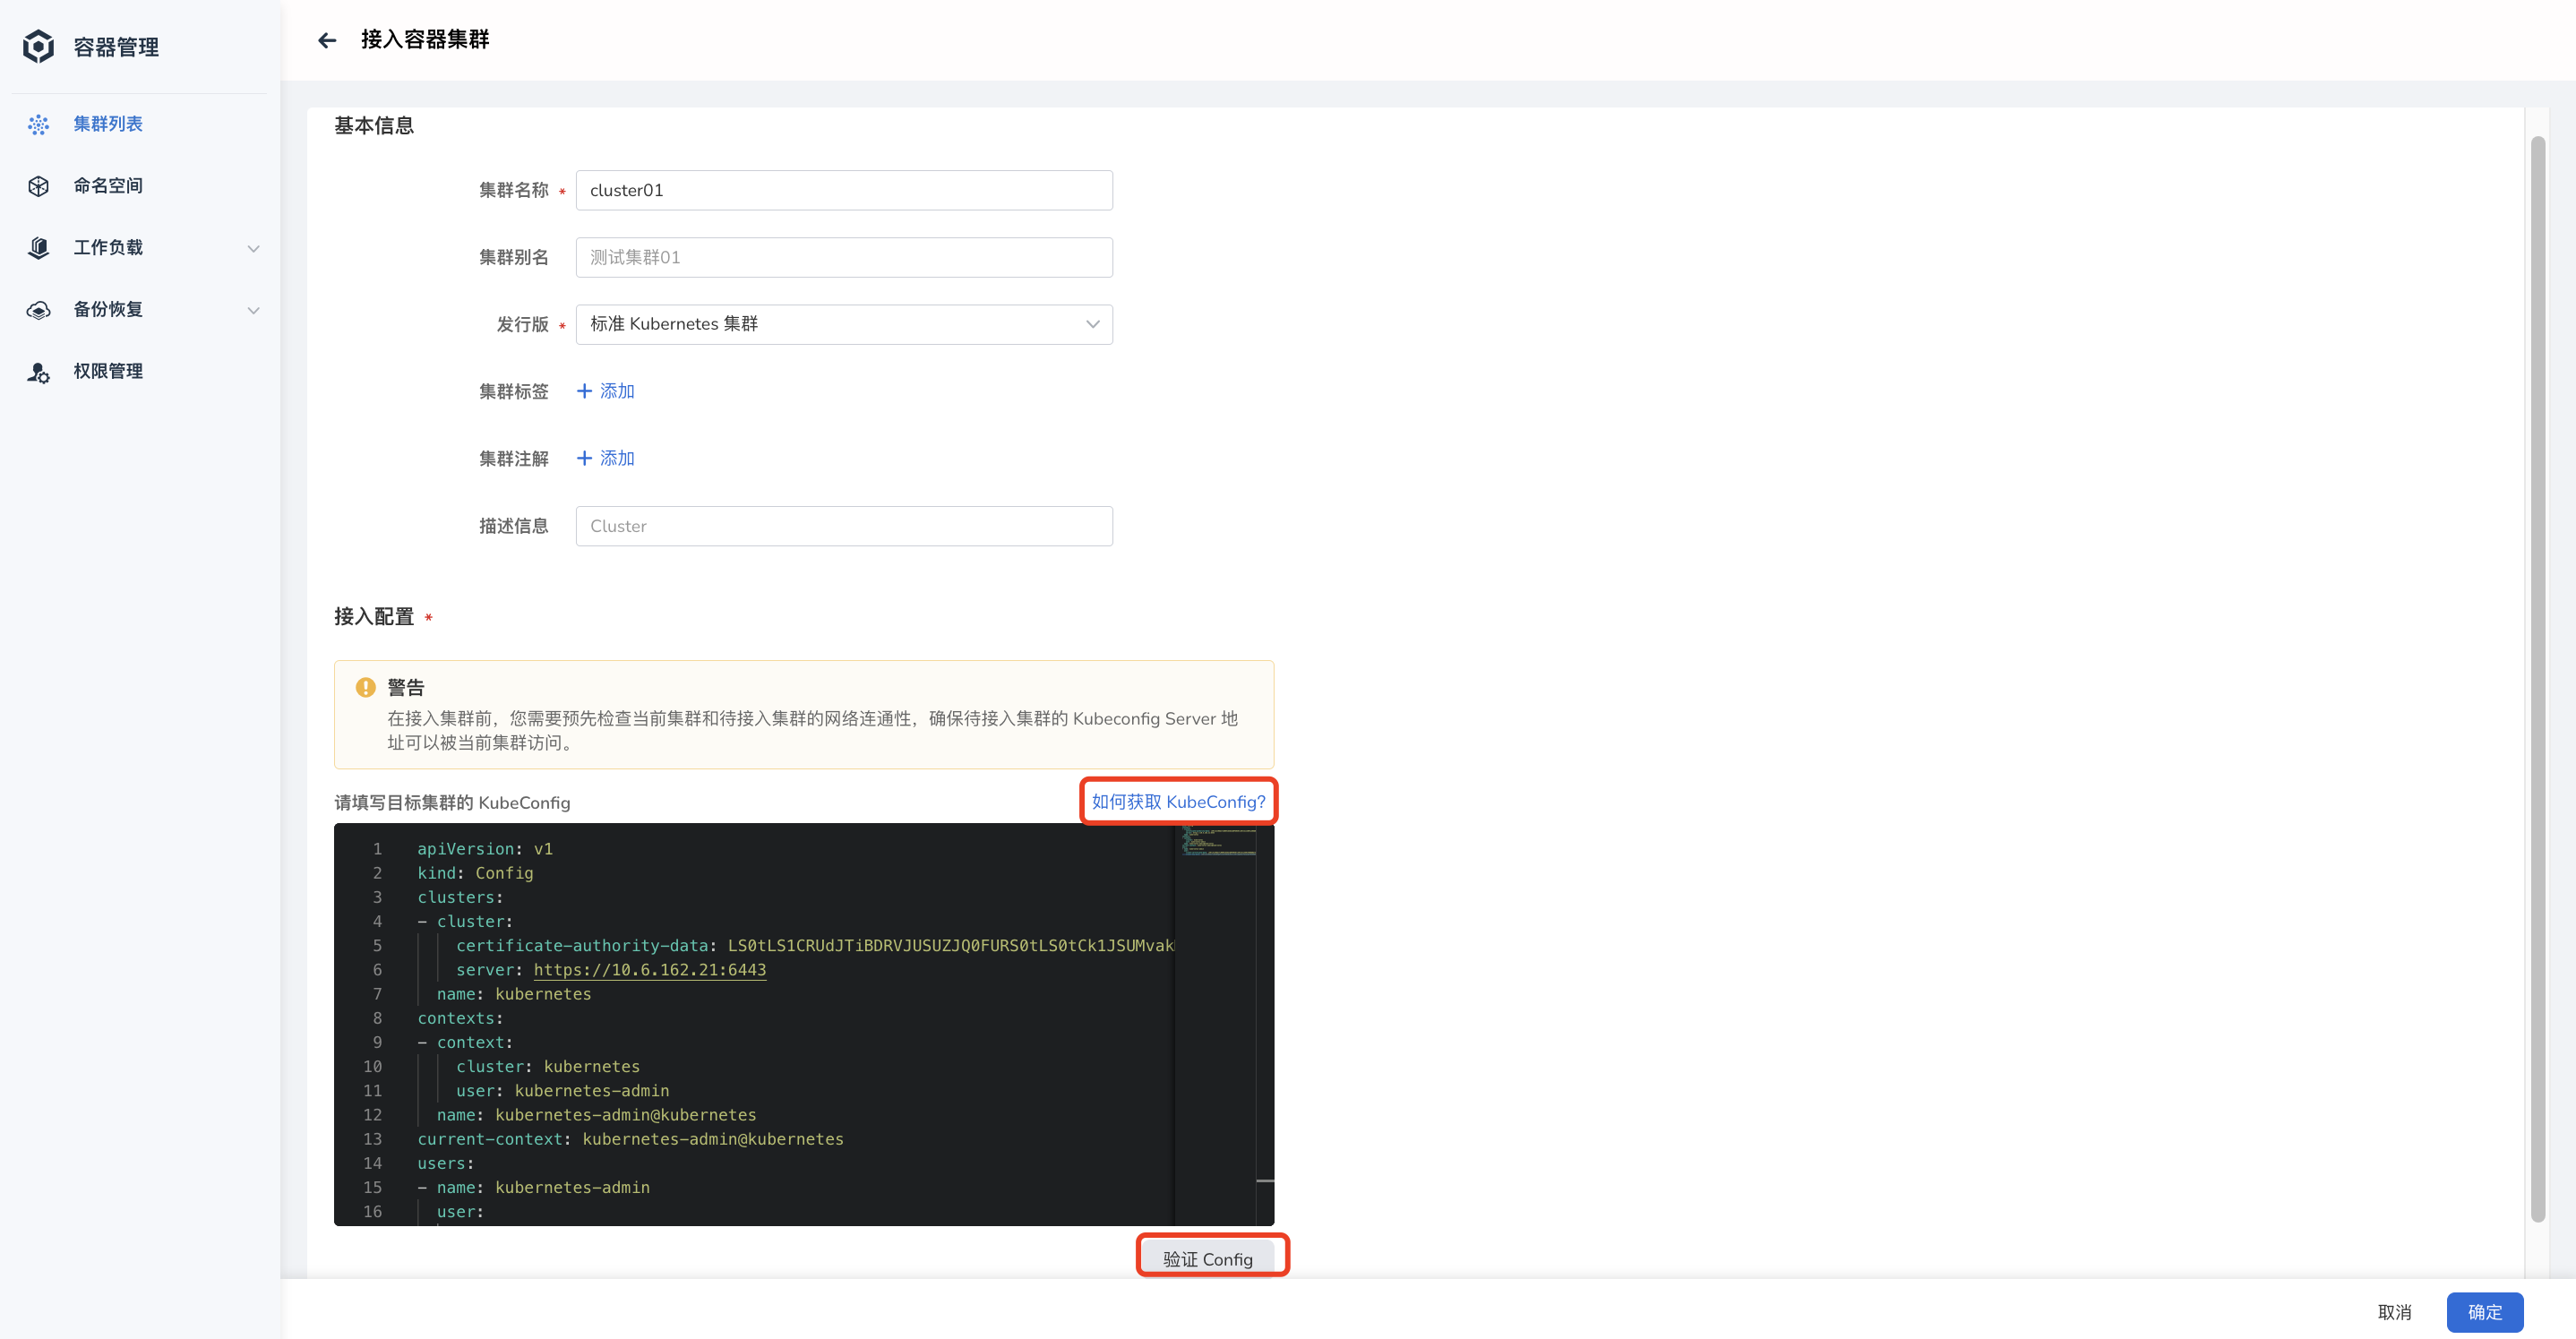 容器管理
集群列表
命名空间
工作负载
备份恢复
权限管理
接入容器集群
基本信息
集群名称 *
cluster01
集群别名
测试集群01
发行版 *
标准 Kubernetes 集群
集群标签
+ 添加
集群注解
+ 添加
描述信息
Cluster
接入配置 *
警告
在接入集群前，您需要预先检查当前集群和待接入集群的网络连通性，确保待接入集群的 Kubeconfig Server 地
址可以被当前集群访问。
请填写目标集群的 KubeConfig
如何获取 KubeConfig?
1 apiVersion: v1
2 kind: Config
3 clusters:
4 - cluster:
5 certificate-authority-data: LS0tLS1CRUdJTiBDRVJUSUZJQ0FURS0tLS0tCk1JSUMvak
6 server: https://10.6.162.21:6443
7 name: kubernetes
8 contexts:
9 - context:
10 cluster: kubernetes
11 user: kubernetes-admin
12 name: kubernetes-admin@kubernetes
13 current-context: kubernetes-admin@kubernetes
14 users:
15 - name: kubernetes-admin
16 user:
验证 Config
取消
确定